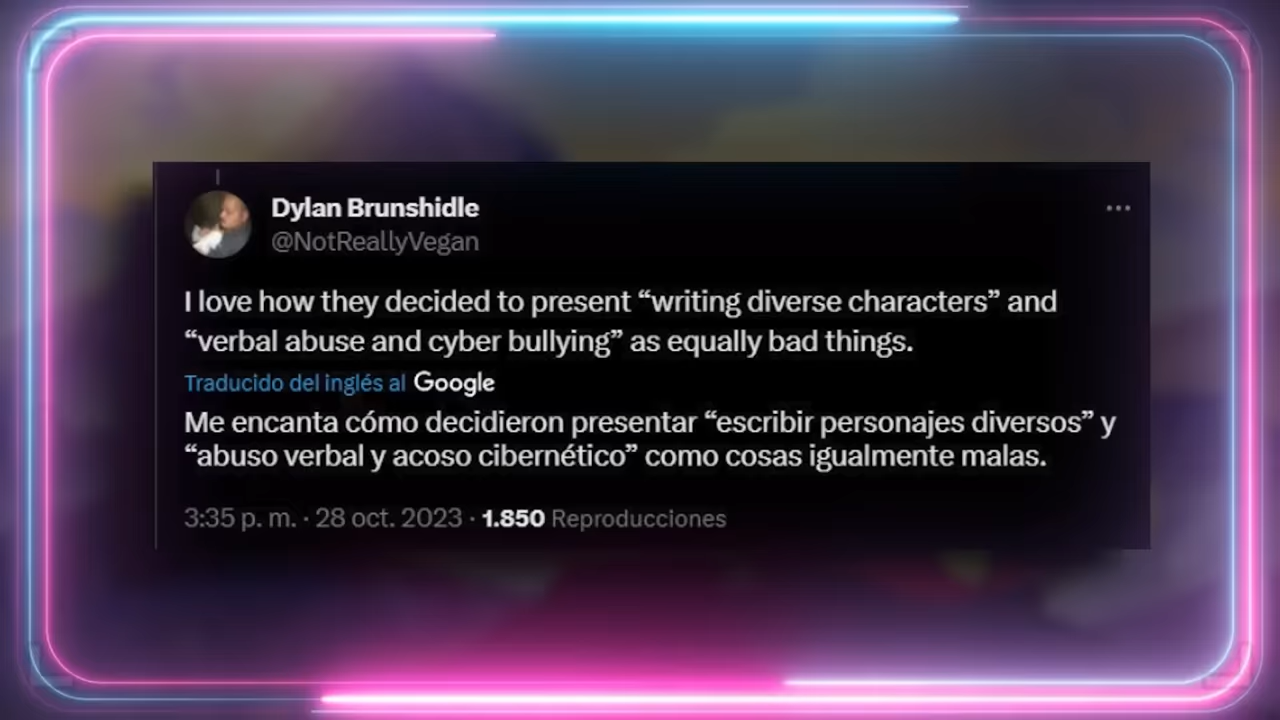 Dylan Brunshidle
@NotReallyVegan
I love how they decided to present “writing diverse characters” and
“verbal abuse and cyber bullying” as equally bad things.
Traducido del inglés al Google
Me encanta cómo decidieron presentar “escribir personajes diversos” y
“abuso verbal y acoso cibernético” como cosas igualmente malas.
3:35 p. m. · 28 oct. 2023 · 1.850 Reproducciones